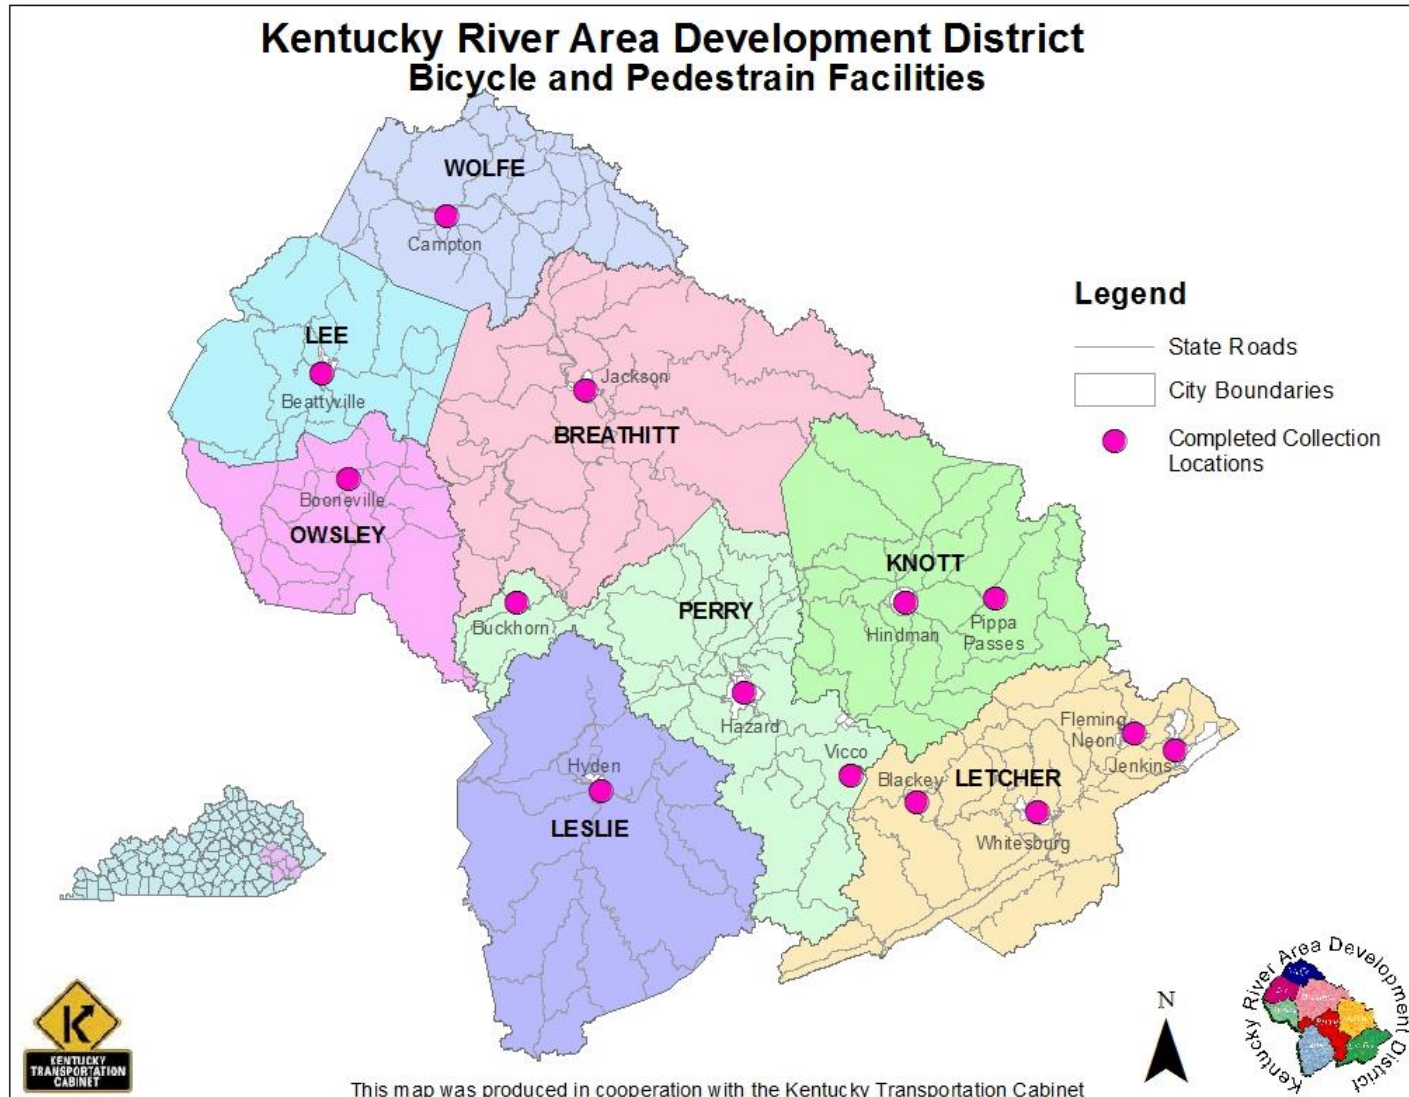 Kentucky River Area Development District
Bicycle and Pedestrain Facilities
WOLFE
Campton
LEE
Beattyville
Jackson
BREATHITT
Booneville
OWSLEY
Buckhorn
PERRY
KNOTT
Hindman
Pippa
Passes
Hazard
Vicco
Fleming
Neon
Jenkins
Blackey
LETCHER
Whitesburg
Hyden
LESLIE
Legend
State Roads
City Boundaries
Completed Collection
Locations
KENTUCKY
TRANSPORTATION
CABINET
N
Kentucky River Area Development District
This map was produced in cooperation with the Kentucky Transportation Cabinet